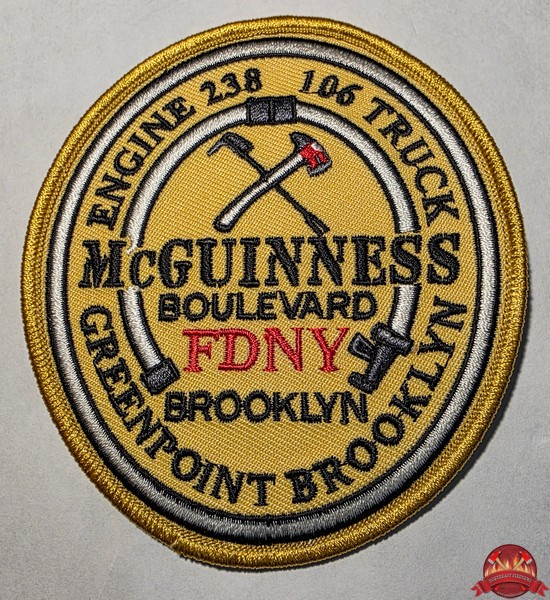 ENGINE 238 106 TRUCK
McGUINNESS
BOULEVARD
FDNY
BROOKLYN
GREENPOINT BROOKLYN